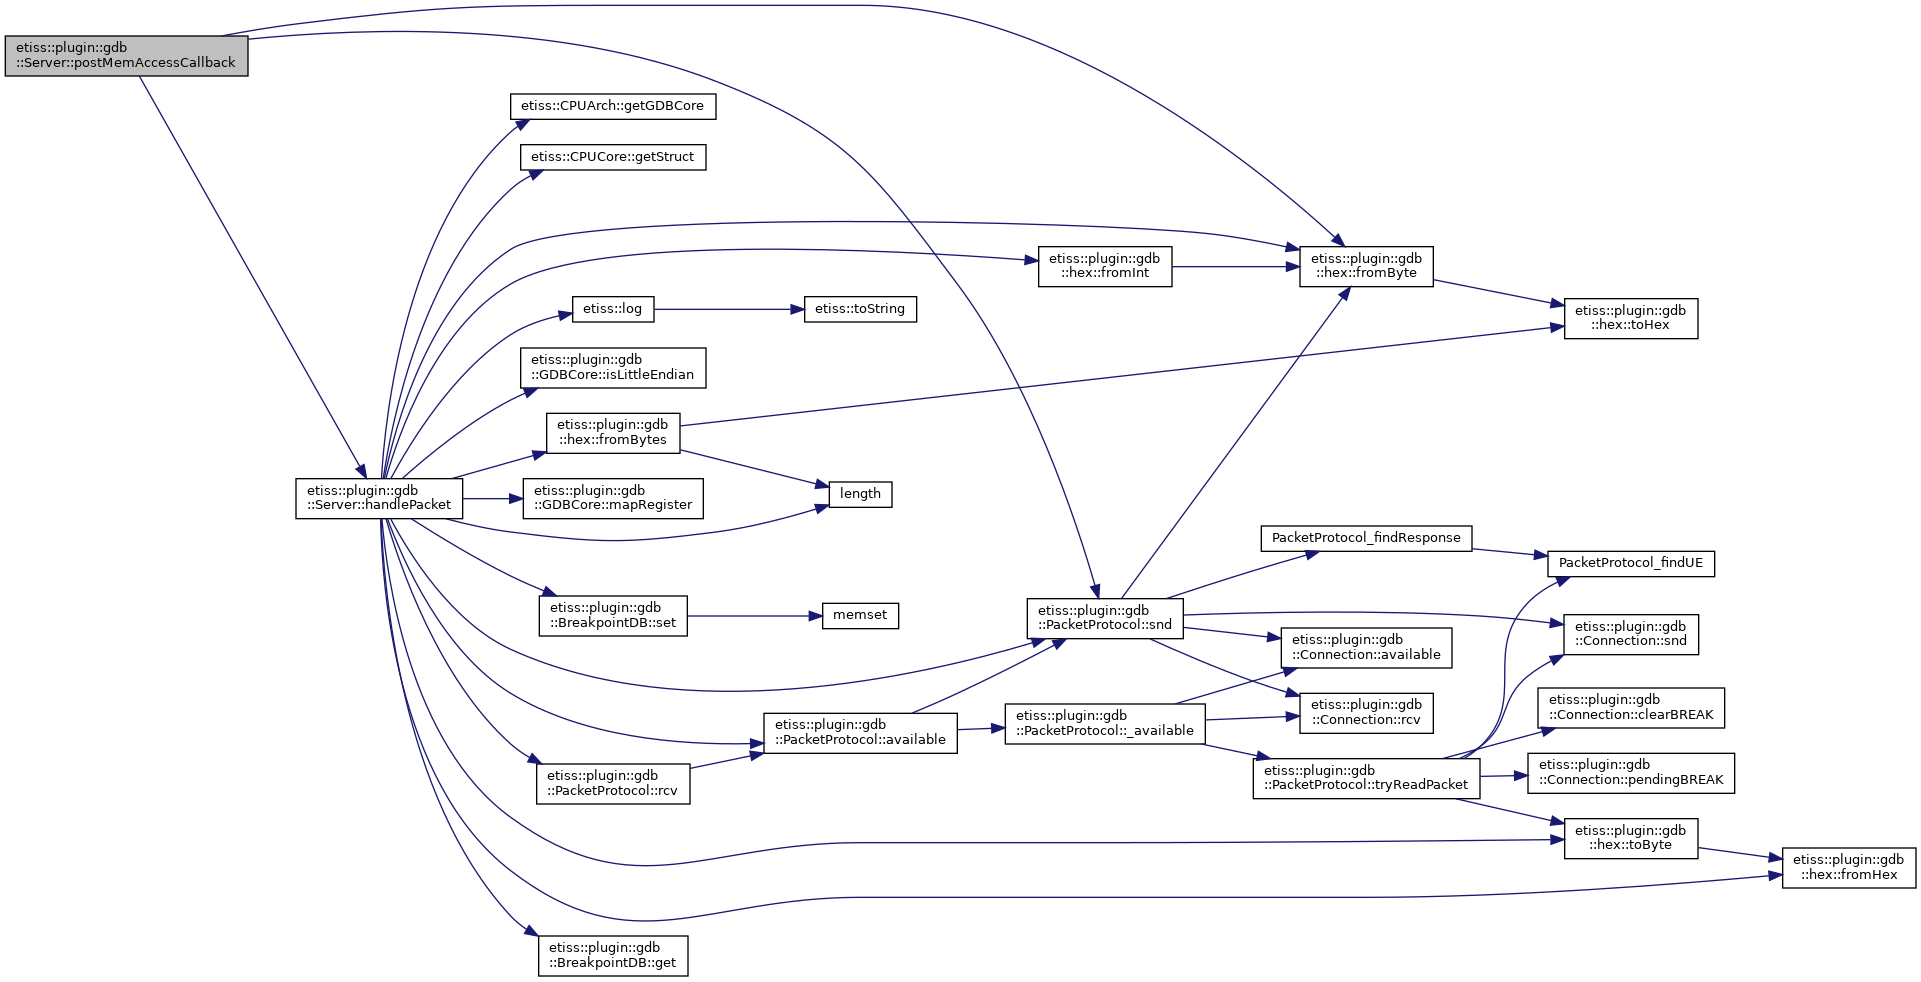 etiss::plugin::gdb
::Server::postMemAccessCallback
etiss::CPUArch::getGDBCore
etiss::CPUCore::getStruct
etiss::plugin::gdb
::hex::fromInt
etiss::plugin::gdb
::hex::fromByte
etiss::log
etiss::toString
etiss::plugin::gdb
::hex::toHex
etiss::plugin::gdb
::GDBCore::isLittleEndian
etiss::plugin::gdb
::hex::fromBytes
etiss::plugin::gdb
::Server::handlePacket
etiss::plugin::gdb
::GDBCore::mapRegister
length
PacketProtocol_findResponse
PacketProtocol_findUE
etiss::plugin::gdb
::BreakpointDB::set
memset
etiss::plugin::gdb
::PacketProtocol::snd
etiss::plugin::gdb
::Connection::available
etiss::plugin::gdb
::Connection::snd
etiss::plugin::gdb
::Connection::rcv
etiss::plugin::gdb
::Connection::clearBREAK
etiss::plugin::gdb
::PacketProtocol::available
etiss::plugin::gdb
::PacketProtocol::_available
etiss::plugin::gdb
::PacketProtocol::rcv
etiss::plugin::gdb
::PacketProtocol::tryReadPacket
etiss::plugin::gdb
::Connection::pendingBREAK
etiss::plugin::gdb
::hex::toByte
etiss::plugin::gdb
::hex::fromHex
etiss::plugin::gdb
::BreakpointDB::get